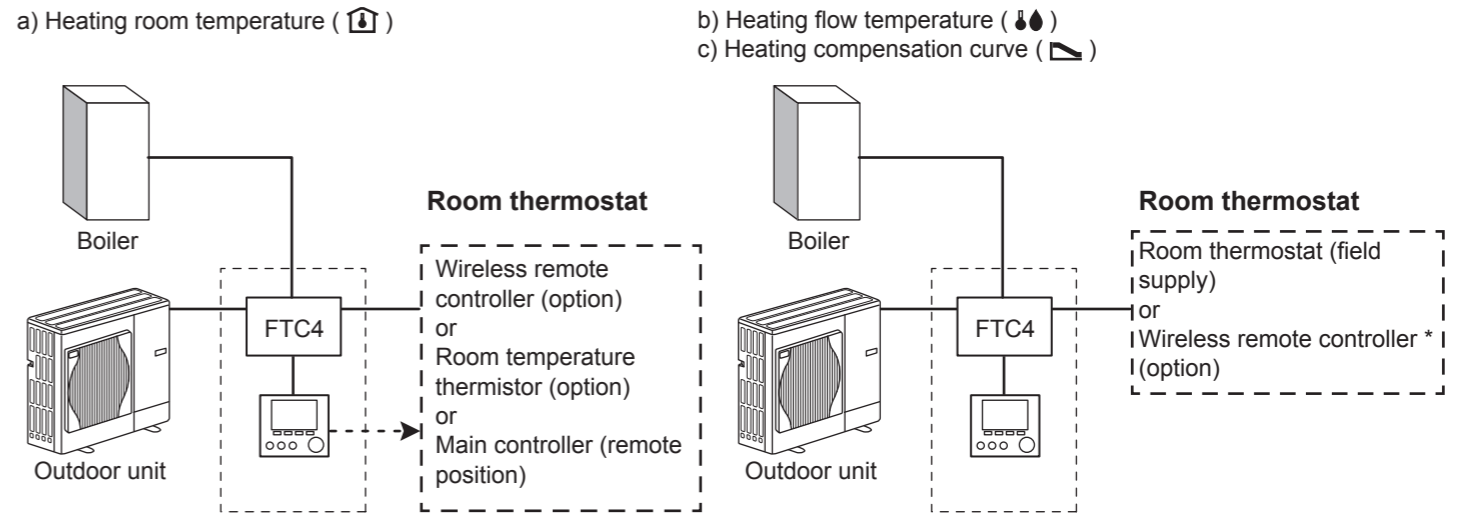 a) Heating room temperature ( )
Boiler
Outdoor unit
FTC4
Room thermostat
Wireless remote
controller (option)
or
Room temperature
thermistor (option)
or
Main controller (remote
position)
b) Heating flow temperature ( )
c) Heating compensation curve ( )
Boiler
Outdoor unit
FTC4
Room thermostat
Room thermostat (field
supply)
or
Wireless remote controller *
(option)